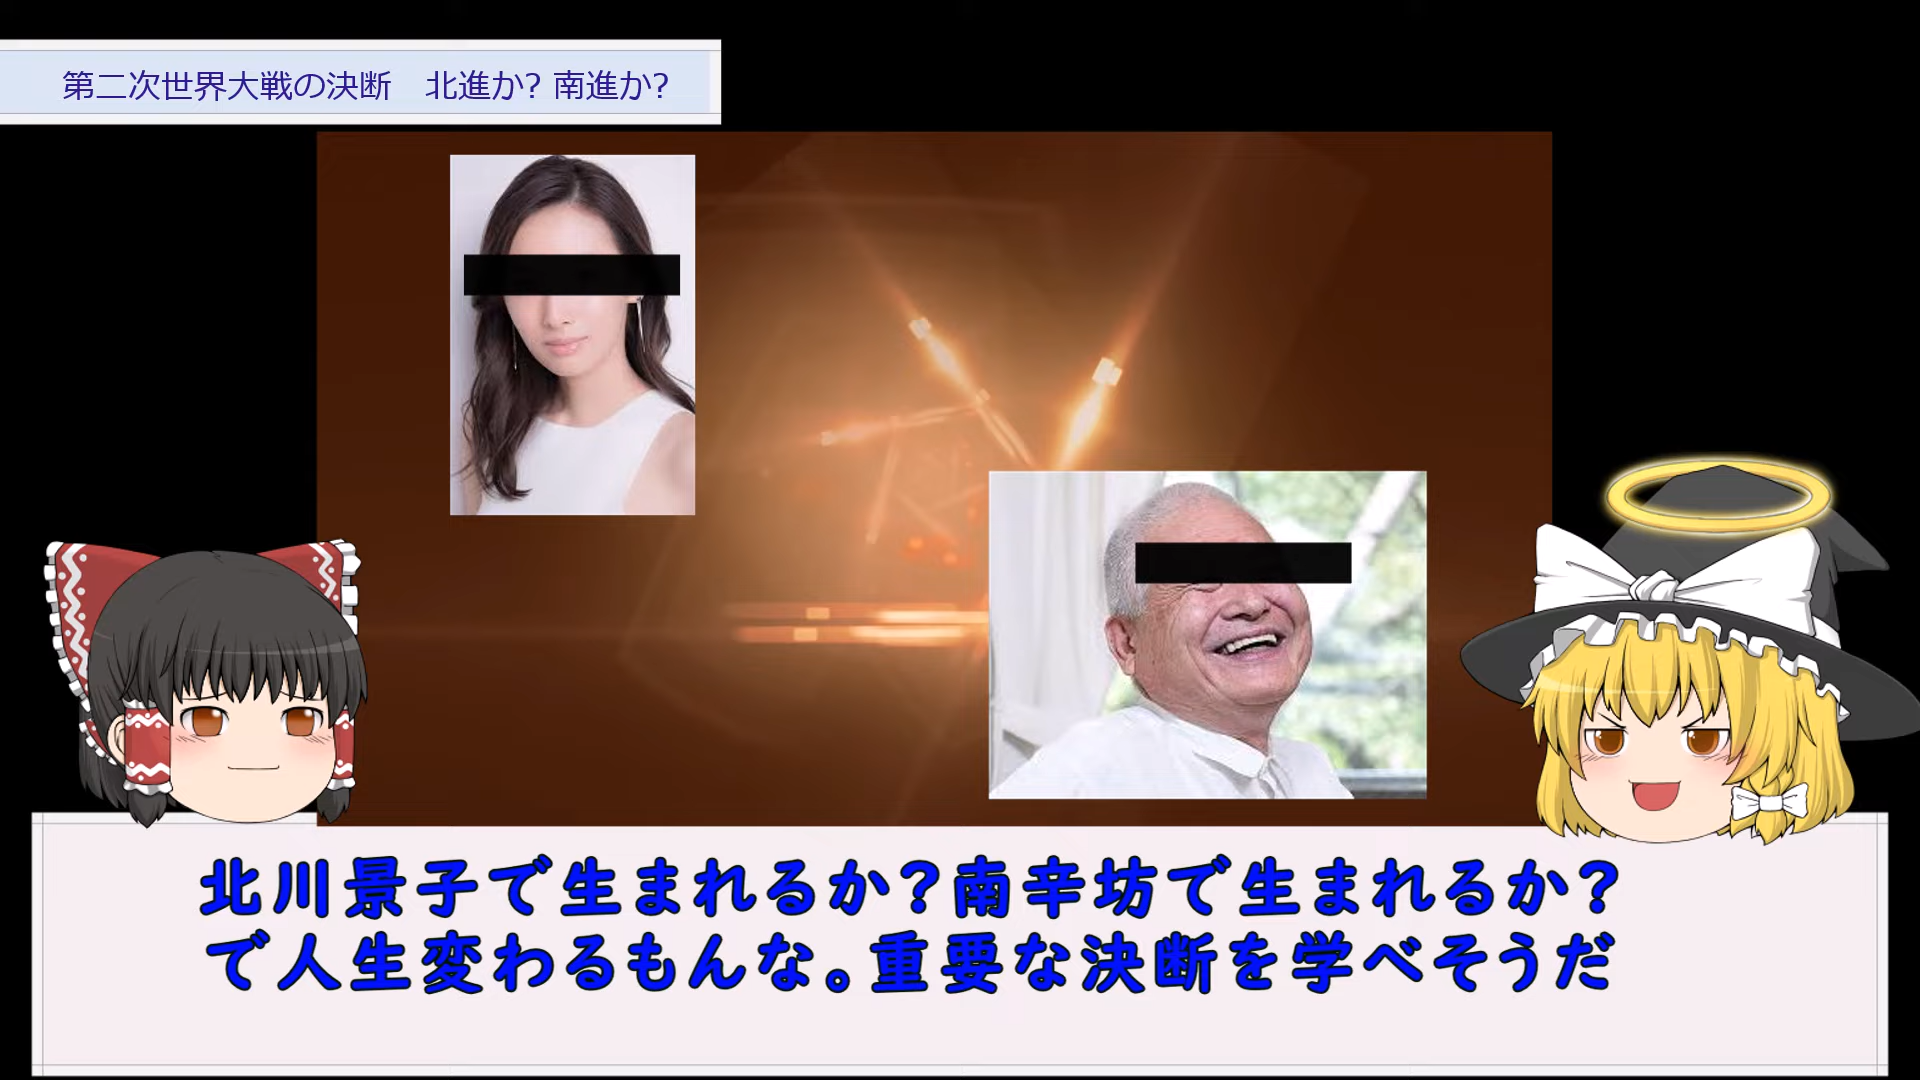 第二次世界大戦の決断　北進か? 南進か?
北川景子で生まれるか？南辛坊で生まれるか？
で人生変わるもんな。重要な決断を学べそうだ